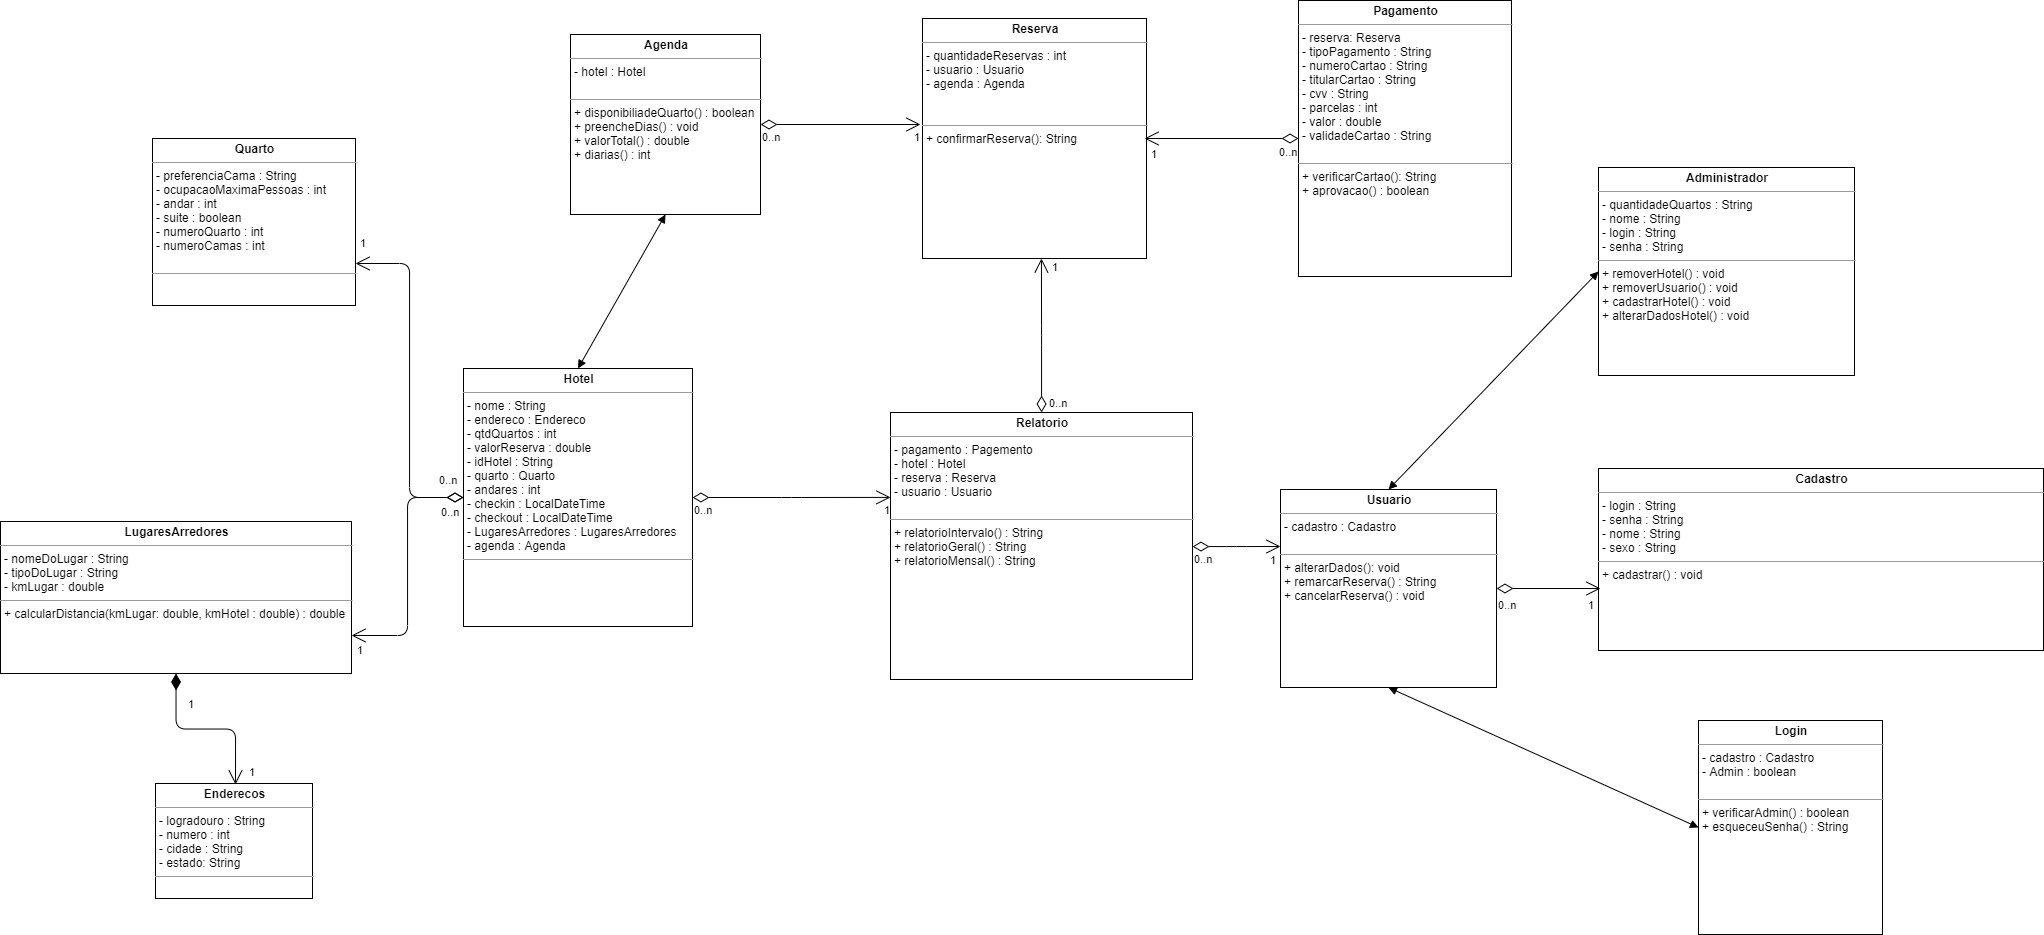 Agenda
- hotel : Hotel
+ disponibiliadeQuarto() : boolean
+ preencheDias() : void
+ valorTotal() : double
+ diarias() : int
0..n
1
Reserva
- quantidadeReservas : int
- usuario : Usuario
- agenda : Agenda
+ confirmarReserva(): String
1
0..n
Pagamento
- reserva: Reserva
- tipoPagamento : String
- numeroCartao : String
- titularCartao : String
- cvv : String
- parcelas : int
- valor : double
- validadeCartao : String
+ verificarCartao(): String
+ aprovacao() : boolean
Quarto
- preferenciaCama : String
- ocupacaoMaximaPessoas : int
- andar : int
- suite : boolean
- numeroQuarto : int
- numeroCamas : int
1
Administrador
- quantidadeQuartos : String
- nome : String
- login : String
- senha : String
+ removerHotel() : void
+ removerUsuario() : void
+ cadastrarHotel() : void
+ alterarDadosHotel() : void
1
0..n
Hotel
- nome : String
- endereco : Endereco
- qtdQuartos : int
- valorReserva : double
- idHotel : String
- quarto : Quarto
- andares : int
- checkin : LocalDateTime
- checkout : LocalDateTime
- LugaresArredores : LugaresArredores
- agenda : Agenda
0..n
0..n
0..n
1
Relatorio
- pagamento : Pagemento
- hotel : Hotel
- reserva : Reserva
- usuario : Usuario
+ relatorioIntervalo() : String
+ relatorioGeral() : String
+ relatorioMensal() : String
0..n
1
Usuario
- cadastro : Cadastro
+ alterarDados(): void
+ remarcarReserva() : String
+ cancelarReserva() : void
0..n
1
Cadastro
- login : String
- senha : String
- nome : String
- sexo : String
+ cadastrar() : void
LugaresArredores
- nomeDoLugar : String
- tipoDoLugar : String
- kmLugar : double
+ calcularDistancia(kmLugar: double, kmHotel : double) : double
1
1
1
Enderecos
- logradouro : String
- numero : int
- cidade : String
- estado: String
Login
- cadastro : Cadastro
- Admin : boolean
+ verificarAdmin() : boolean
+ esqueceuSenha() : String